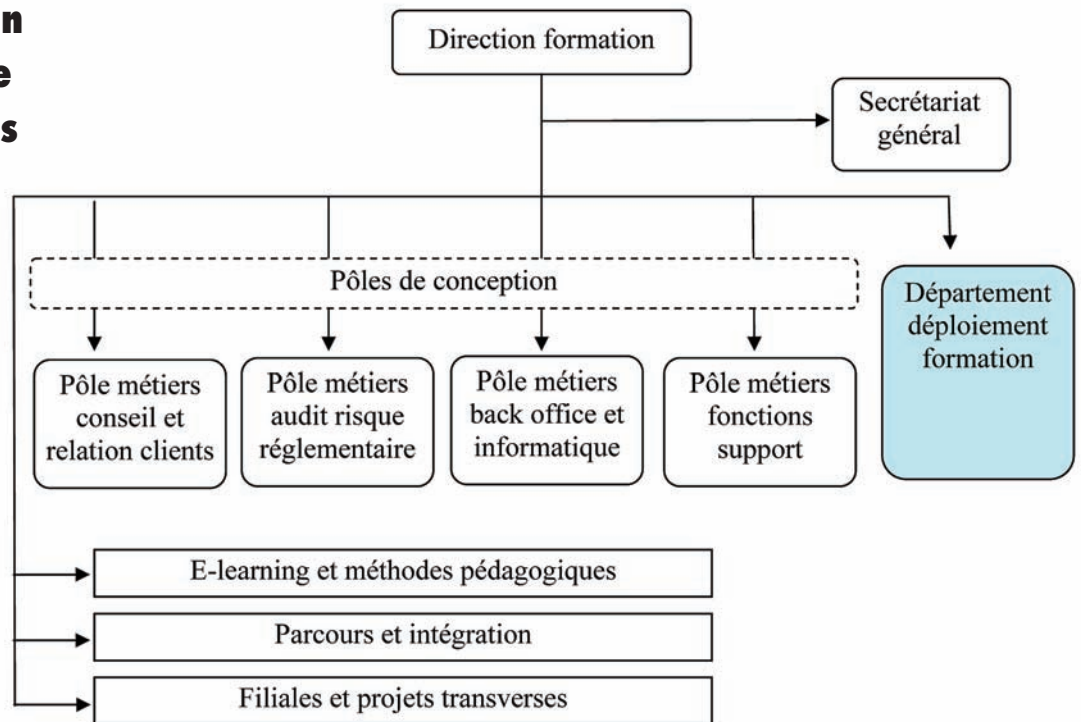 n
e
s
Direction formation
Secrétariat
général
Pôles de conception
Département
déploiement
formation
Pôle métiers
conseil et
relation clients
Pôle métiers
audit risque
réglementaire
Pôle métiers
back office et
informatique
Pôle métiers
fonctions
support
E-learning et méthodes pédagogiques
Parcours et intégration
Filiales et projets transverses